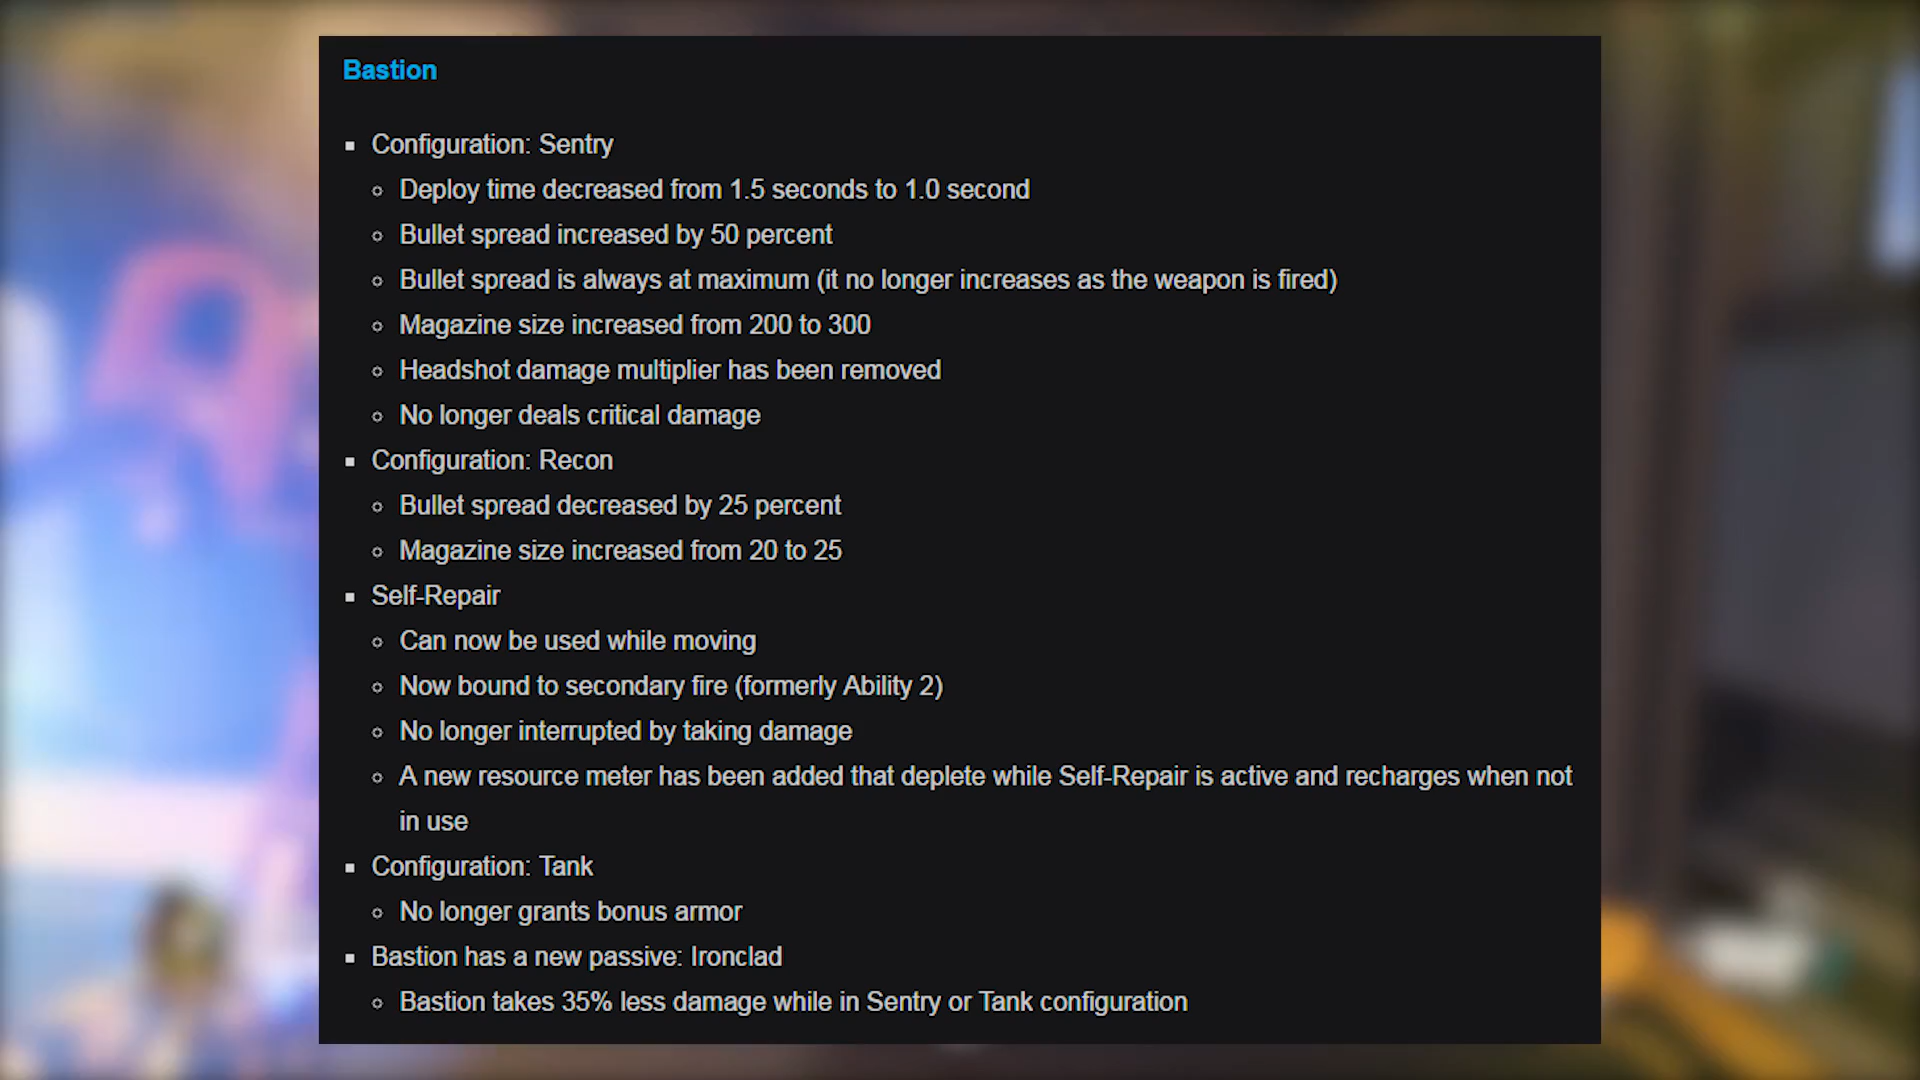 Bastion
Configuration: Sentry
Deploy time decreased from 1.5 seconds to 1.0 second
Bullet spread increased by 50 percent
Bullet spread is always at maximum (it no longer increases as the weapon is fired)
Magazine size increased from 200 to 300
Headshot damage multiplier has been removed
No longer deals critical damage
Configuration: Recon
Bullet spread decreased by 25 percent
Magazine size increased from 20 to 25
Self-Repair
Can now be used while moving
Now bound to secondary fire (formerly Ability 2)
No longer interrupted by taking damage
A new resource meter has been added that deplete while Self-Repair is active and recharges when not
in use
Configuration: Tank
No longer grants bonus armor
Bastion has a new passive: Ironclad
Bastion takes 35% less damage while in Sentry or Tank configuration